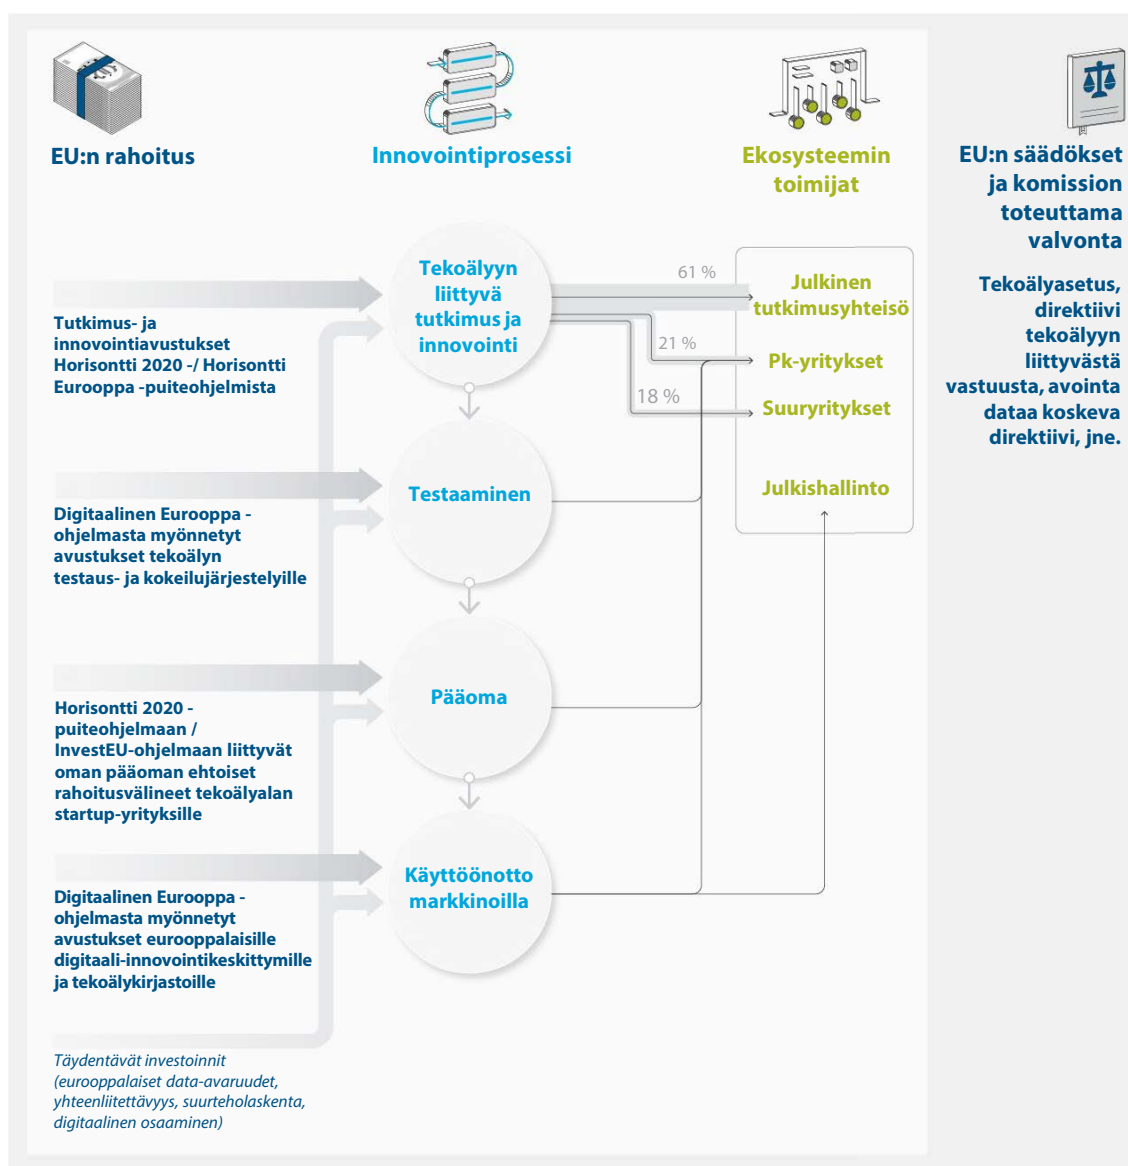 EU:n rahoitus
Innovointiprosessi
Ekosysteemin
toimijat
EU:n säädökset
ja komission
toteuttama
valvonta
Tekoälyasetus,
direktiivi
tekoälyyn
liittyvästä
vastuusta, avointa
dataa koskeva
direktiivi, jne.
Tutkimus- ja
innovointiavustukset
Horisontti 2020 -/ Horisontti
Eurooppa -puiteohjelmista
Tekoälyyn
liittyvä
tutkimus ja
innovointi
61 %
21 %
18 %
Julkinen
tutkimusyhteisö
Pk-yritykset
Suuryritykset
Julkishallinto
Digitaalinen Eurooppa -
ohjelmasta myönnetyt
avustukset tekoälyn
testaus- ja kokeilujärjestelyille
Testaaminen
Horisontti 2020 -
puiteohjelmaan /
InvestEU-ohjelmaan liittyvät
oman pääoman ehtoiset
rahoitusvälineet tekoälyalan
startup-yrityksille
Pääoma
Digitaalinen Eurooppa -
ohjelmasta myönnetyt
avustukset eurooppalaisille
digitaali-innovointikeskittymille
ja tekoälykirjastoille
Käyttöönotto
markkinoilla
Täydentävät investoinnit
(eurooppalaiset data-avaruudet,
yhteenliitettävyys, suurteholaskenta,
digitaalinen osaaminen)